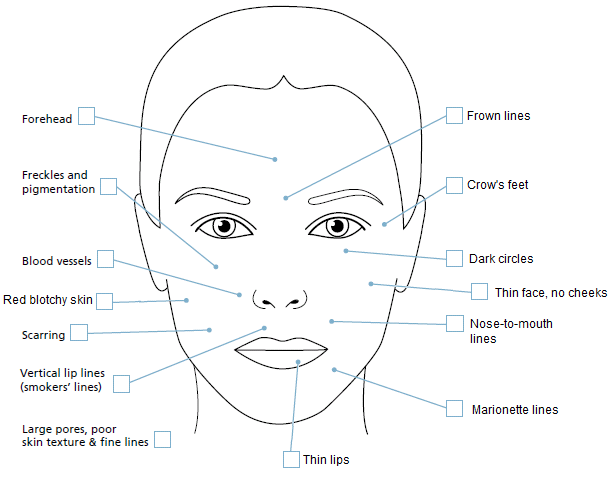 Forehead
Frown lines
Freckles and
pigmentation
Crow's feet
Blood vessels
Dark circles
Red blotchy skin
Thin face, no cheeks
Scarring
Nose-to-mouth
lines
Vertical lip lines
(smokers’ lines)
Marionette lines
Large pores, poor
skin texture & fine lines
Thin lips